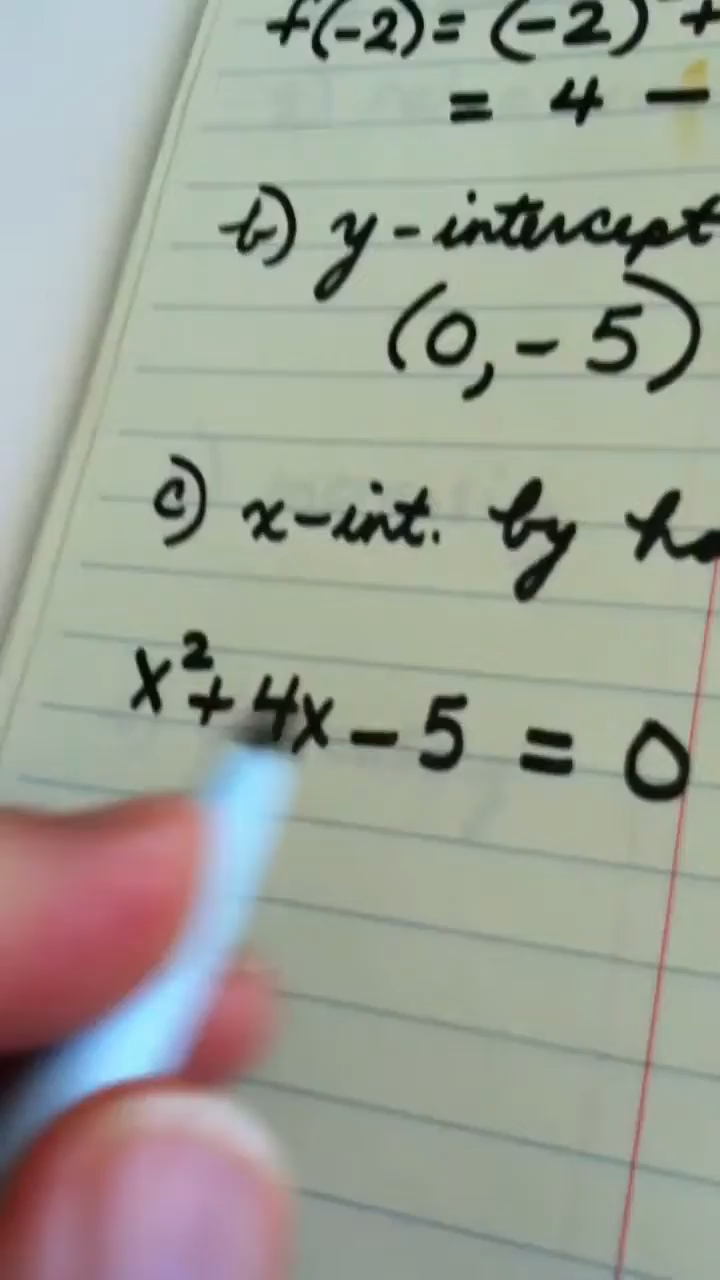 f(-2) = (-2) +
= 4 -
b) y-intercept
(0, -5)
c) x-int. by
x² + 4x - 5 = 0